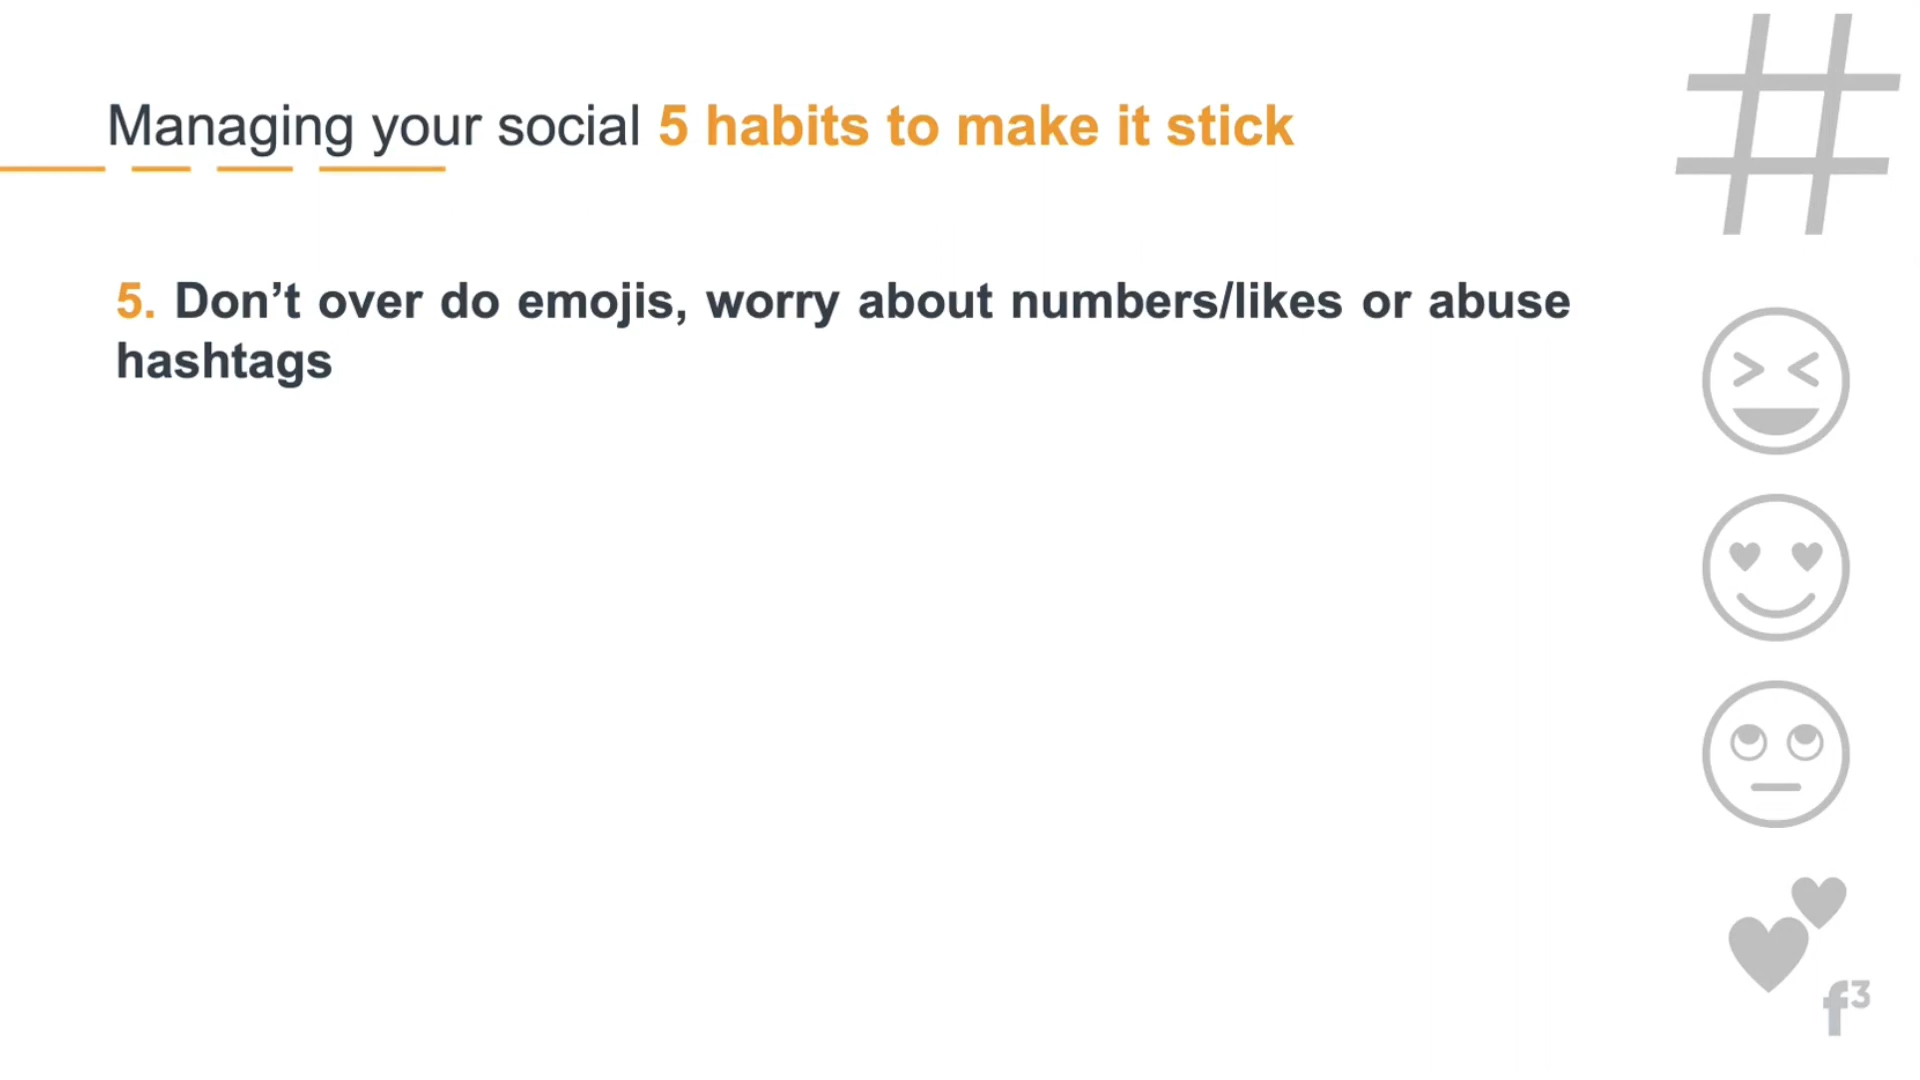 Managing your social 5 habits to make it stick
5. Don’t over do emojis, worry about numbers/likes or abuse
hashtags
f³